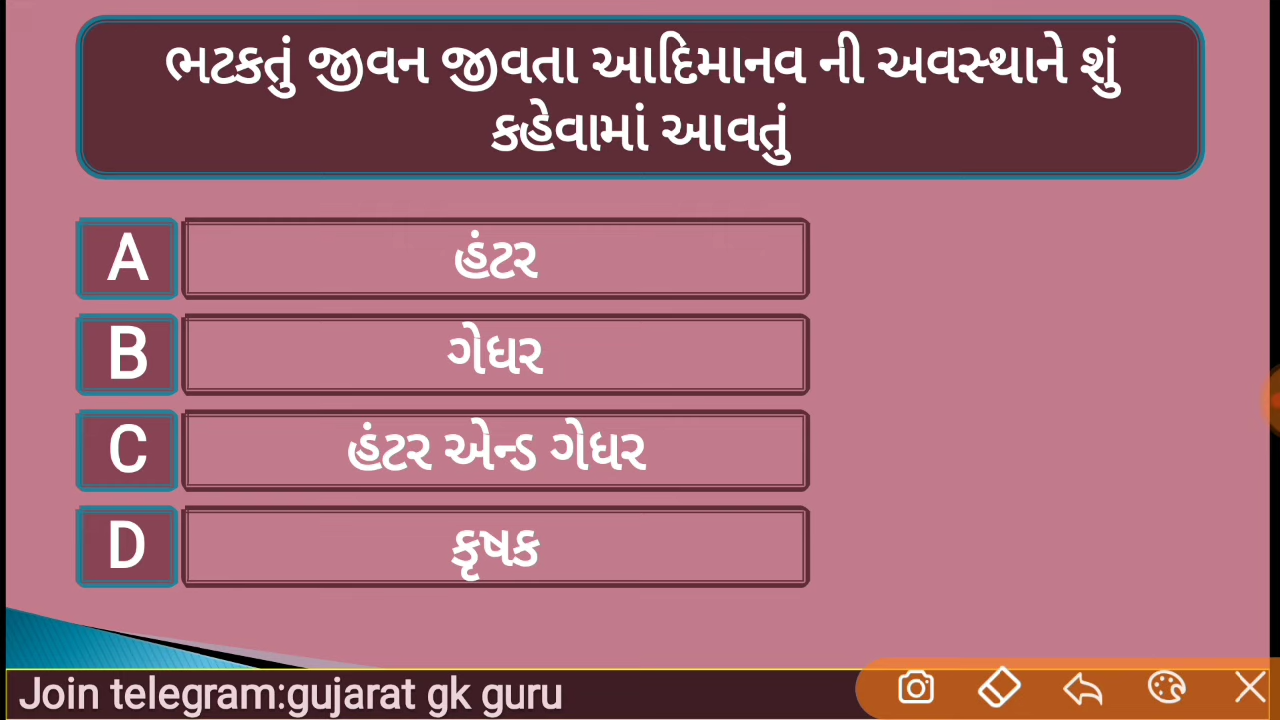 ભટકતું જીવન જીવતા આદિમાનવ ની અવસ્થાને શું
કહેવામાં આવતું
A
હંટર
B
ગેધર
C
હંટર એન્ડ ગેધર
D
કૃષક
Join telegram:gujarat gk guru